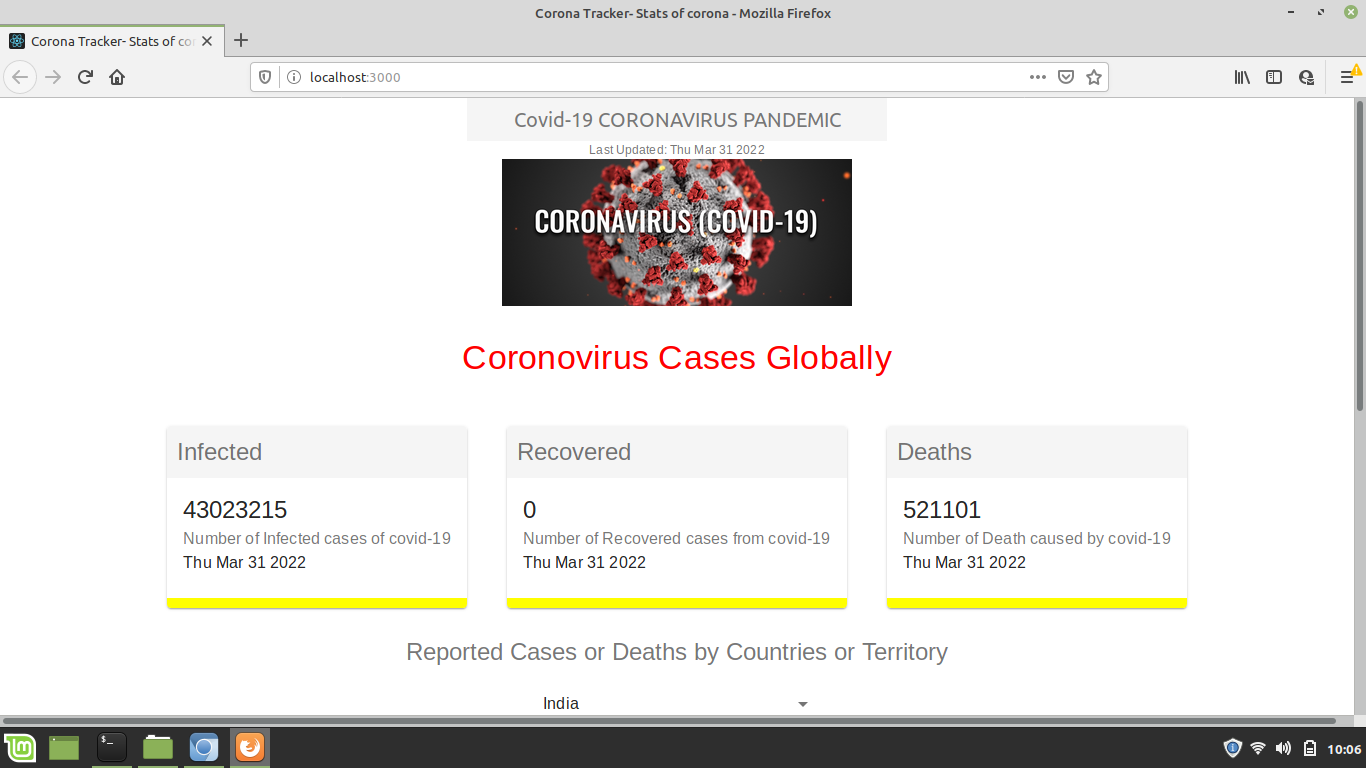 Corona Tracker- Stats of corona - Mozilla Firefox
Corona Tracker- Stats of cor
localhost:3000
Covid-19 CORONAVIRUS PANDEMIC
Last Updated: Thu Mar 31 2022
CORONAVIRUS (COVID-19)
Coronovirus Cases Globally
Infected
43023215
Number of Infected cases of covid-19
Thu Mar 31 2022
Recovered
0
Number of Recovered cases from covid-19
Thu Mar 31 2022
Deaths
521101
Number of Death caused by covid-19
Thu Mar 31 2022
Reported Cases or Deaths by Countries or Territory
India
10:06